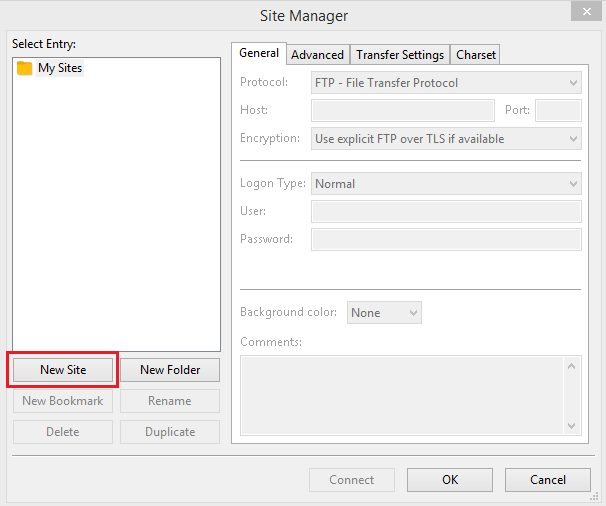 Site Manager
Select Entry:
My Sites
New Site
New Folder
New Bookmark
Rename
Delete
Duplicate
General
Advanced
Transfer Settings
Charset
Protocol:
FTP - File Transfer Protocol
Host:
Port:
Encryption:
Use explicit FTP over TLS if available
Logon Type:
Normal
User:
Password:
Background color:
None
Comments:
Connect
OK
Cancel